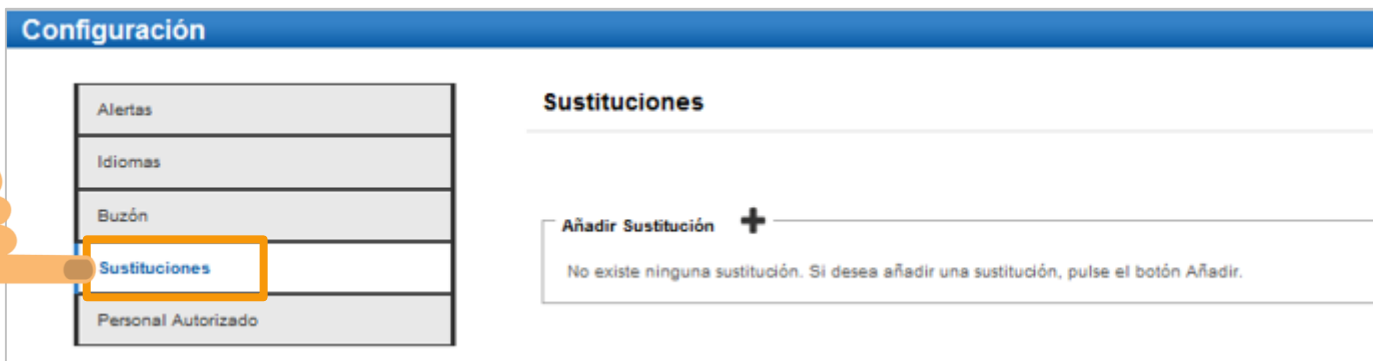 Configuración
Alertas
Idiomas
Buzón
Sustituciones
Personal Autorizado
Sustituciones
Añadir Sustitución
No existe ninguna sustitución. Si desea añadir una sustitución, pulse el botón Añadir.